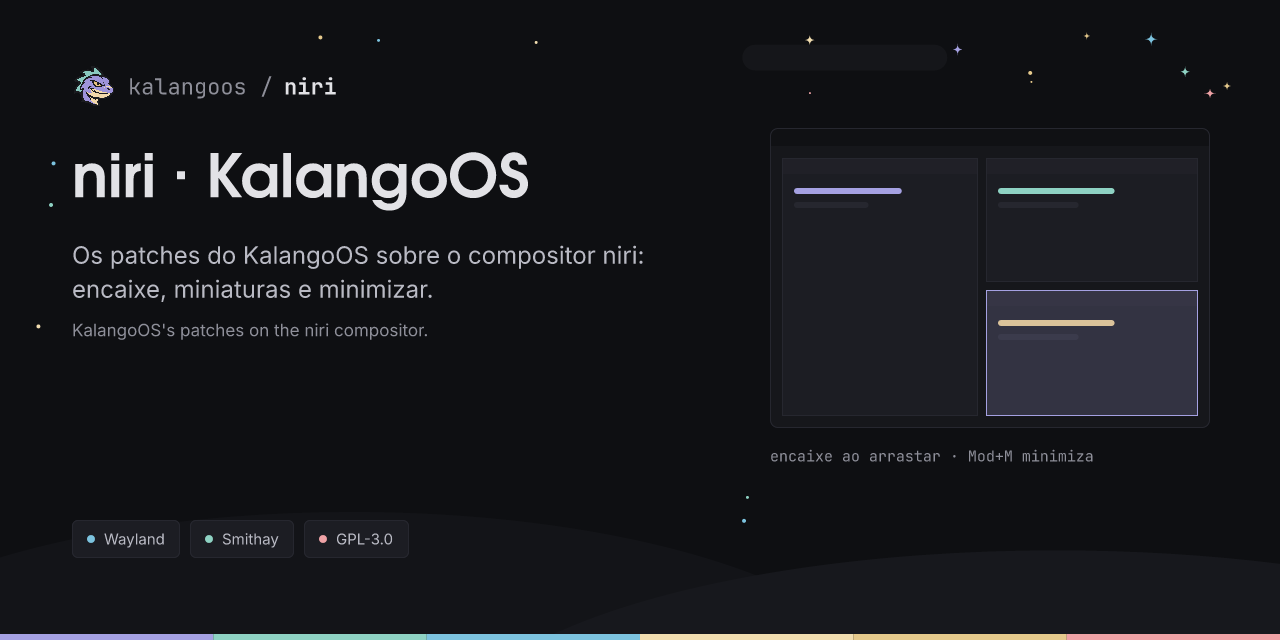 kalangoos / niri
niri · KalangoOS
Os patches do KalangoOS sobre o compositor niri:
encaixe, miniaturas e minimizar.
KalangoOS's patches on the niri compositor.
encaixe ao arrastar · Mod+M minimiza
Wayland
Smithay
GPL-3.0